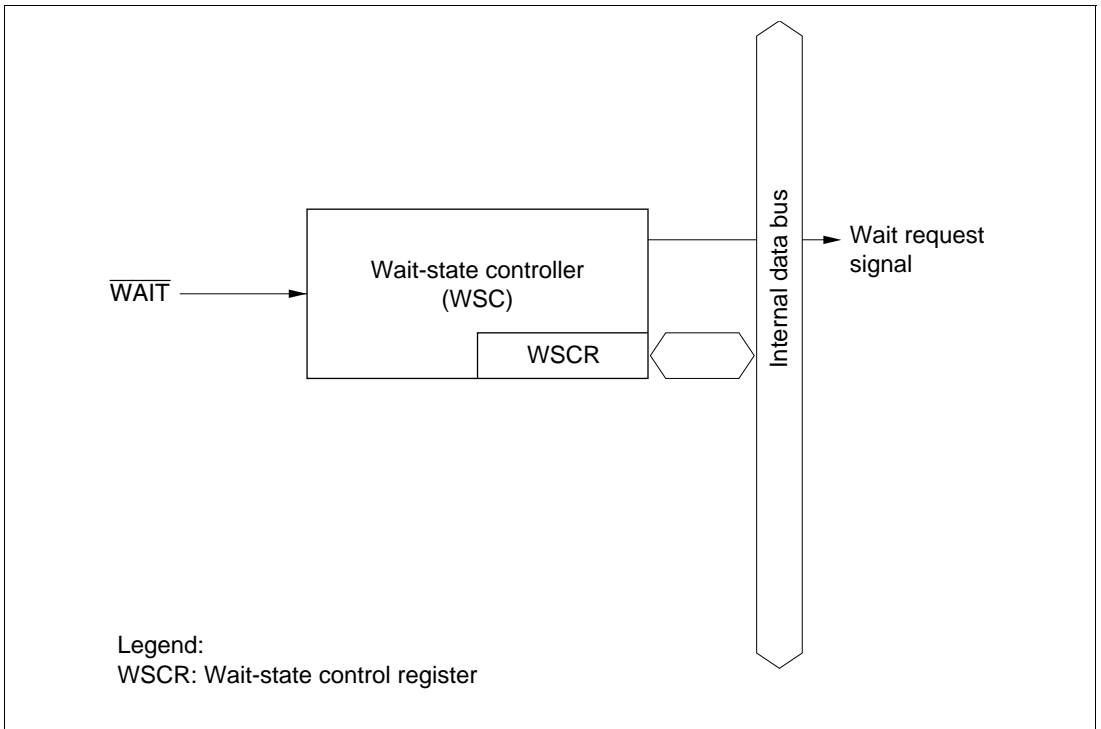 Wait-state controller
(WSC)
WAIT
WSCR
Internal data bus
Wait request
signal
Legend:
WSCR: Wait-state control register